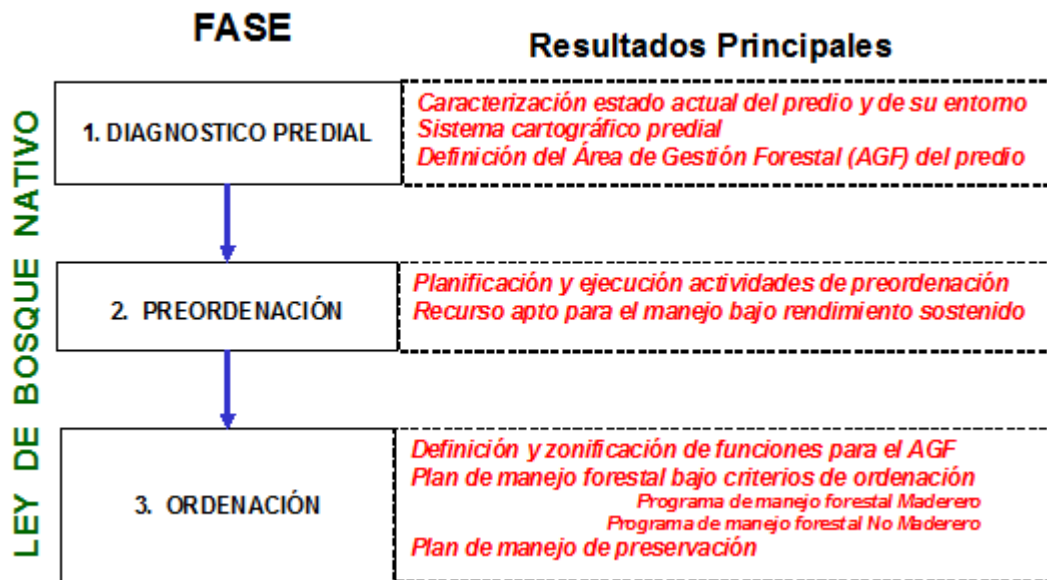 FASE
Resultados Principales
LEY DE BOSQUE NATIVO
1. DIAGNOSTICO PREDIAL
Caracterización estado actual del predio y de su entorno
Sistema cartográfico predial
Definición del Área de Gestión Forestal (AGF) del predio
2. PREORDENACIÓN
Planificación y ejecución actividades de preordenación
Recurso apto para el manejo bajo rendimiento sostenido
3. ORDENACIÓN
Definición y zonificación de funciones para el AGF
Plan de manejo forestal bajo criterios de ordenación
Programa de manejo forestal Maderero
Programa de manejo forestal No Maderero
Plan de manejo de preservación